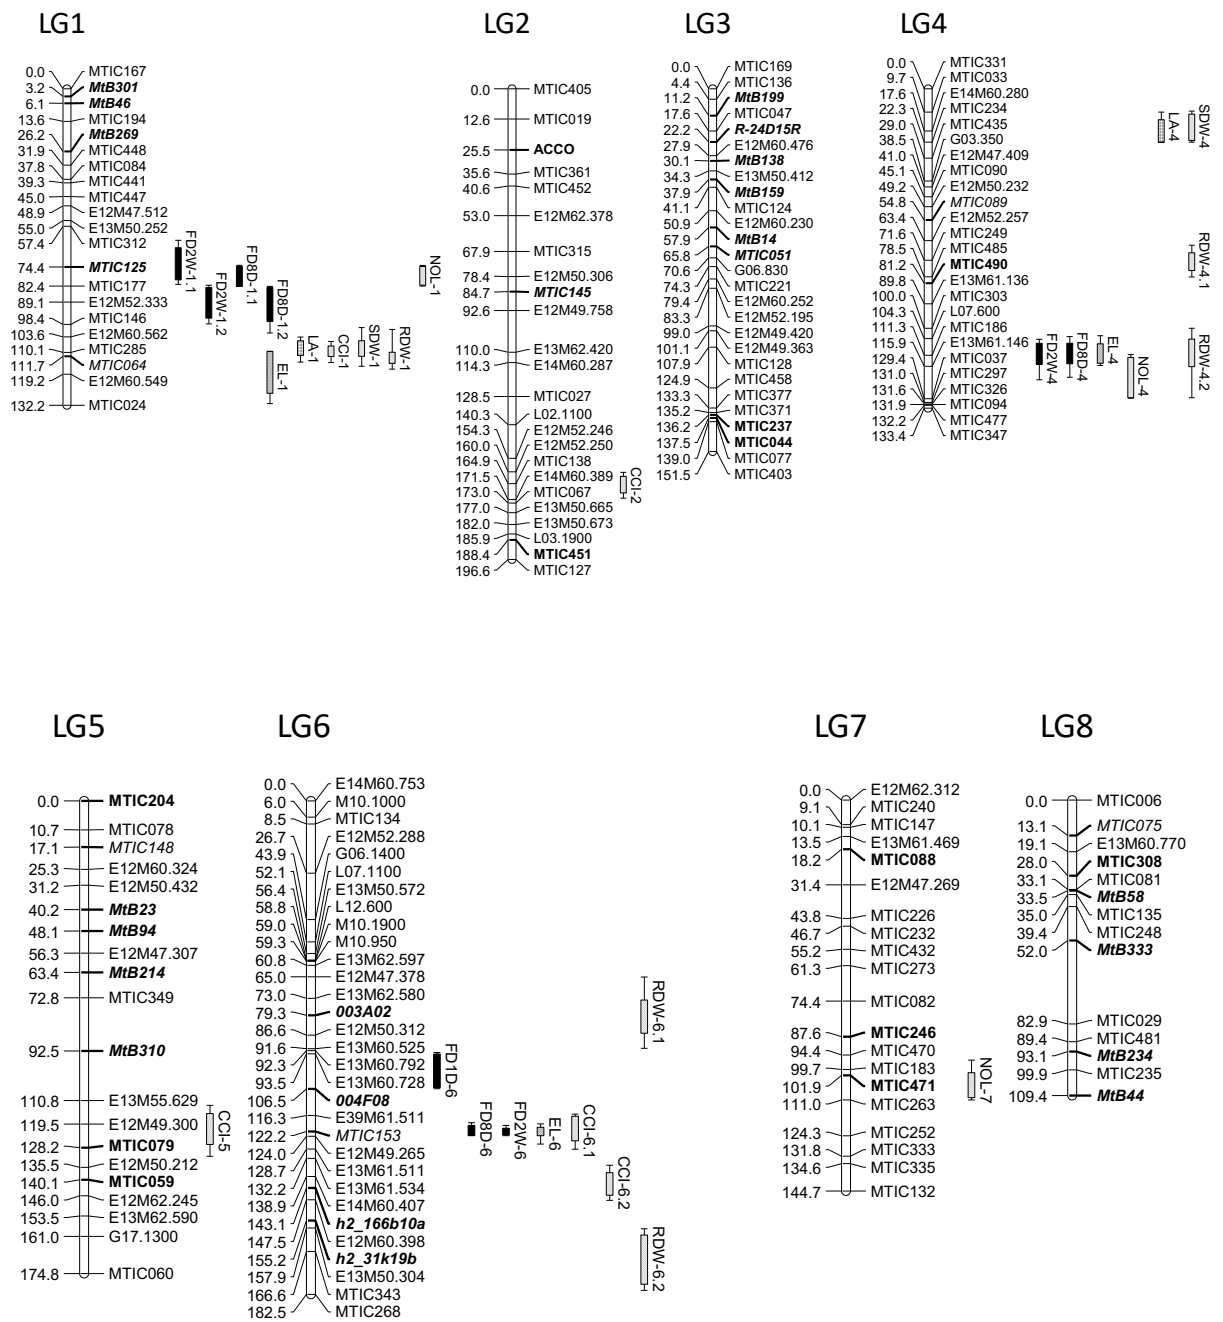 LG1
0.0 MTIC167
3.2 MtB301
6.1 MtB46
13.6 MTIC194
26.2 MtB269
31.9 MTIC448
37.8 MTIC084
39.3 MTIC441
45.0 MTIC447
48.9 E12M47.512
55.0 E13M50.252
57.4 MTIC312
74.4 MTIC125
82.4 MTIC177
89.1 E12M52.333
98.4 MTIC146
103.6 E12M60.562
110.1 MTIC285
111.7 MTIC064
119.2 E12M60.549
132.2 MTIC024
FD2W-1.1
FD2W-1.2
FD8D-1.1
FD8D-1.2
EL-1
LA-1
CCI-1
SDW-1
RDW-1
NOL-1
LG2
0.0 MTIC405
12.6 MTIC019
25.5 ACCO
35.6 MTIC361
40.6 MTIC452
53.0 E12M62.378
67.9 MTIC315
78.4 E12M50.306
84.7 MTIC145
92.6 E12M49.758
110.0 E13M62.420
114.3 E14M60.287
128.5 MTIC027
140.3 L02.1100
154.3 E12M52.246
160.0 E12M52.250
164.9 MTIC138
171.5 E14M60.389
173.0 MTIC067
177.0 E13M50.665
182.0 E13M50.673
185.9 L03.1900
188.4 MTIC451
196.6 MTIC127
CCI-2
LG3
0.0 MTIC169
4.4 MTIC136
11.2 MtB199
17.6 MTIC047
22.2 R-24D15R
27.9 E12M60.476
30.1 MtB138
34.3 E13M50.412
37.9 MtB159
41.1 MTIC124
50.9 E12M60.230
57.9 MtB14
65.8 MTIC051
70.6 G06.830
74.3 MTIC221
79.4 E12M60.252
83.3 E12M52.195
99.0 E12M49.420
101.1 E12M49.363
107.9 MTIC128
124.9 MTIC458
133.3 MTIC377
135.2 MTIC371
136.2 MTIC237
137.5 MTIC044
139.0 MTIC077
151.5 MTIC403
LG4
0.0 MTIC331
9.7 MTIC033
17.6 E14M60.280
22.3 MTIC234
29.0 MTIC435
38.5 G03.350
41.0 E12M47.409
45.1 MTIC090
49.2 E12M50.232
54.8 MTIC089
63.4 E12M52.257
71.6 MTIC249
78.5 MTIC485
81.2 MTIC490
89.8 E13M61.136
100.0 MTIC303
104.3 L07.600
111.3 MTIC186
115.9 E13M61.146
129.4 MTIC037
131.0 MTIC297
131.6 MTIC326
131.9 MTIC094
132.2 MTIC477
133.4 MTIC347
FD2W-4
FD8D-4
EL-4
NOL-4
LA-4
SDW-4
RDW-4.1
RDW-4.2
LG5
0.0 MTIC204
10.7 MTIC078
17.1 MTIC148
25.3 E12M60.324
31.2 E12M50.432
40.2 MtB23
48.1 MtB94
56.3 E12M47.307
63.4 MtB214
72.8 MTIC349
92.5 MtB310
110.8 E13M55.629
119.5 E12M49.300
128.2 MTIC079
135.5 E12M50.212
140.1 MTIC059
146.0 E12M62.245
153.5 E13M62.590
161.0 G17.1300
174.8 MTIC060
CCI-5
LG6
0.0 E14M60.753
6.0 M10.1000
8.5 MTIC134
26.7 E12M52.288
43.9 G06.1400
52.1 L07.1100
56.4 E13M50.572
58.8 L12.600
59.0 M10.1900
59.3 M10.950
60.8 E13M62.597
65.0 E12M47.378
73.0 E13M62.580
79.3 003A02
86.6 E12M50.312
91.6 E13M60.525
92.3 E13M60.792
93.5 E13M60.728
106.5 004F08
116.3 E39M61.511
122.2 MTIC153
124.0 E12M49.265
128.7 E13M61.511
132.2 E13M61.534
138.9 E14M60.407
143.1 h2_166b10a
147.5 E12M60.398
155.2 h2_31k19b
157.9 E13M50.304
166.6 MTIC343
182.5 MTIC268
FD1D-6
FD8D-6
FD2W-6
EL-6
CCI-6.1
CCI-6.2
RDW-6.1
RDW-6.2
LG7
0.0 E12M62.312
9.1 MTIC240
10.1 MTIC147
13.5 E13M61.469
18.2 MTIC088
31.4 E12M47.269
43.8 MTIC226
46.7 MTIC232
55.2 MTIC432
61.3 MTIC273
74.4 MTIC082
87.6 MTIC246
94.4 MTIC470
99.7 MTIC183
101.9 MTIC471
111.0 MTIC263
124.3 MTIC252
131.8 MTIC333
134.6 MTIC335
144.7 MTIC132
NOL-7
LG8
0.0 MTIC006
13.1 MTIC075
19.1 E13M60.770
28.0 MTIC308
33.1 MTIC081
33.5 MtB58
35.0 MTIC135
39.4 MTIC248
52.0 MtB333
82.9 MTIC029
89.4 MTIC481
93.1 MtB234
99.9 MTIC235
109.4 MtB44